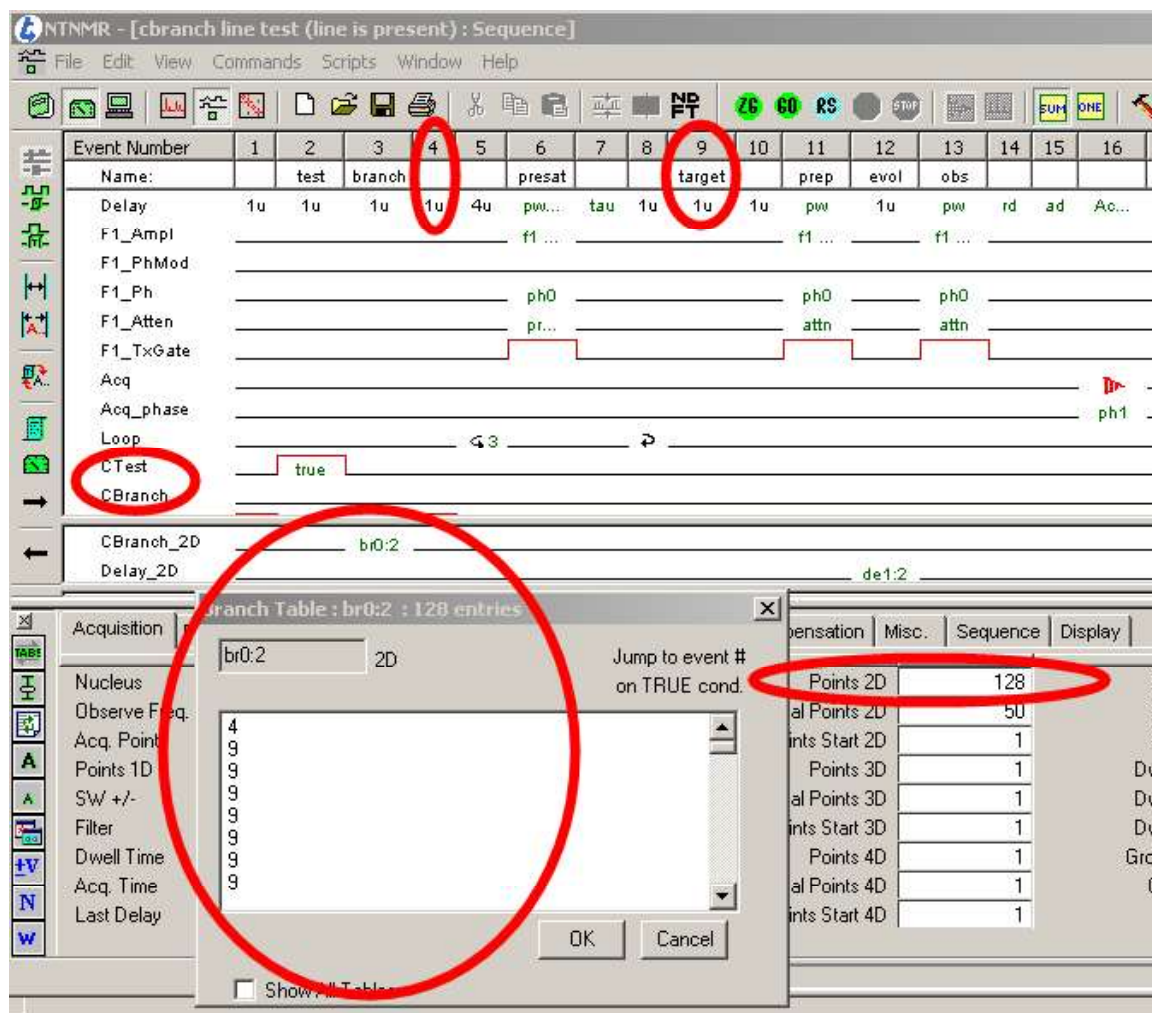 NTNMR - [cbranch line test (line is present) : Sequence]
File Edit View Commands Scripts Window Help
ND FT ZG GO RS STOP SUM ONE
Event Number 1 2 3 4 5 6 7 8 9 10 11 12 13 14 15 16
Name: test branch presat target prep evol obs
Delay 1u 1u 1u 1u 4u pw... tau 1u 1u 1u pw 1u pw rd ad Ac...
F1_Ampl f1 ... f1 ... f1 ...
F1_PhMod
F1_Ph ph0 ph0 ph0
F1_Atten pr... attn attn
F1_TxGate
Acq
Acq_phase ph1
Loop 3
CTest true
CBranch
CBranch_2D br0:2
Delay_2D de1:2
Branch Table : br0:2 : 128 entries
br0:2 2D
Jump to event #
on TRUE cond.
4
9
9
9
9
9
9
9
OK Cancel
Show All Tables
TABE
A
A
±V
N
W
Acquisition
Nucleus
Observe Freq.
Acq. Point
Points 1D
SW +/-
Filter
Dwell Time
Acq. Time
Last Delay
pensation Misc. Sequence Display
Points 2D 128
al Points 2D 50
ints Start 2D 1
Points 3D 1
al Points 3D 1
ints Start 3D 1
Points 4D 1
al Points 4D 1
ints Start 4D 1